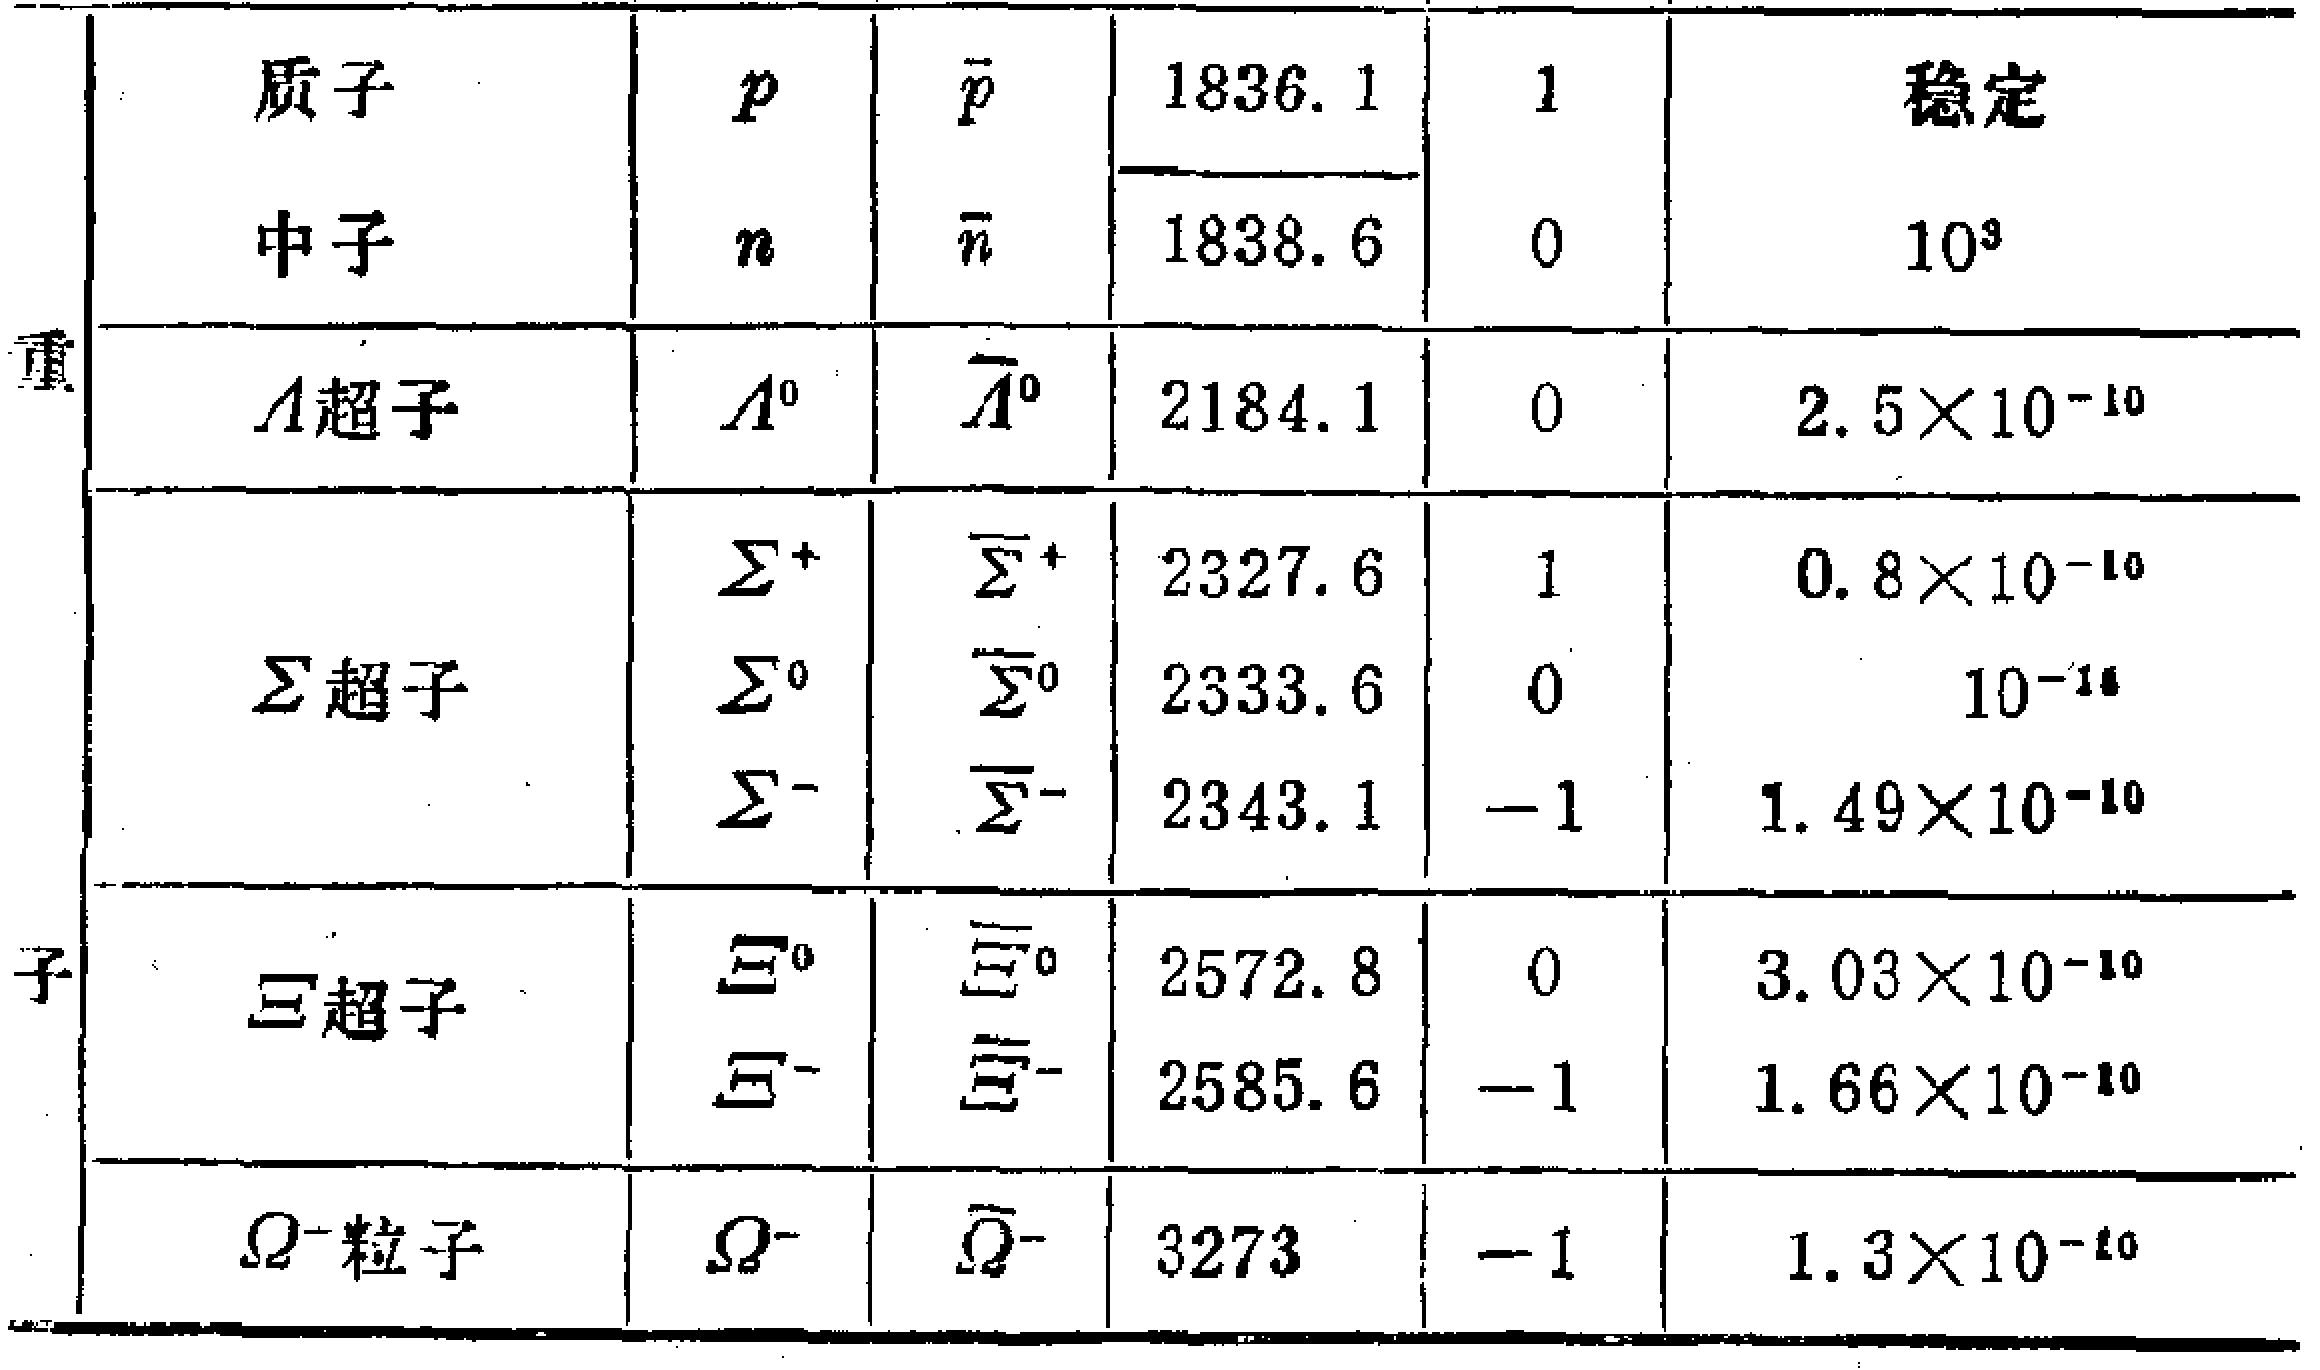 质子 p p̄ 1836.1 1 稳定
中子 n n̄ 1838.6 0 10³
重
Λ超子 Λ⁰ Λ̄⁰ 2184.1 0 2.5×10⁻¹⁰
Σ⁺ Σ̄⁺ 2327.6 1 0.8×10⁻¹⁰
Σ超子 Σ⁰ Σ̄⁰ 2333.6 0
Σ⁻ Σ̄⁻ 2343.1 −1 1.49×10⁻¹⁰
子
Ξ⁰ Ξ̄⁰ 2572.8 0 3.03×10⁻¹⁰
Ξ超子
Ξ⁻ Ξ̄⁻ 2585.6 −1 1.66×10⁻¹⁰
Ω⁻粒子 Ω⁻ Ω̄⁻ 3273 −1 1.3×10⁻¹⁰